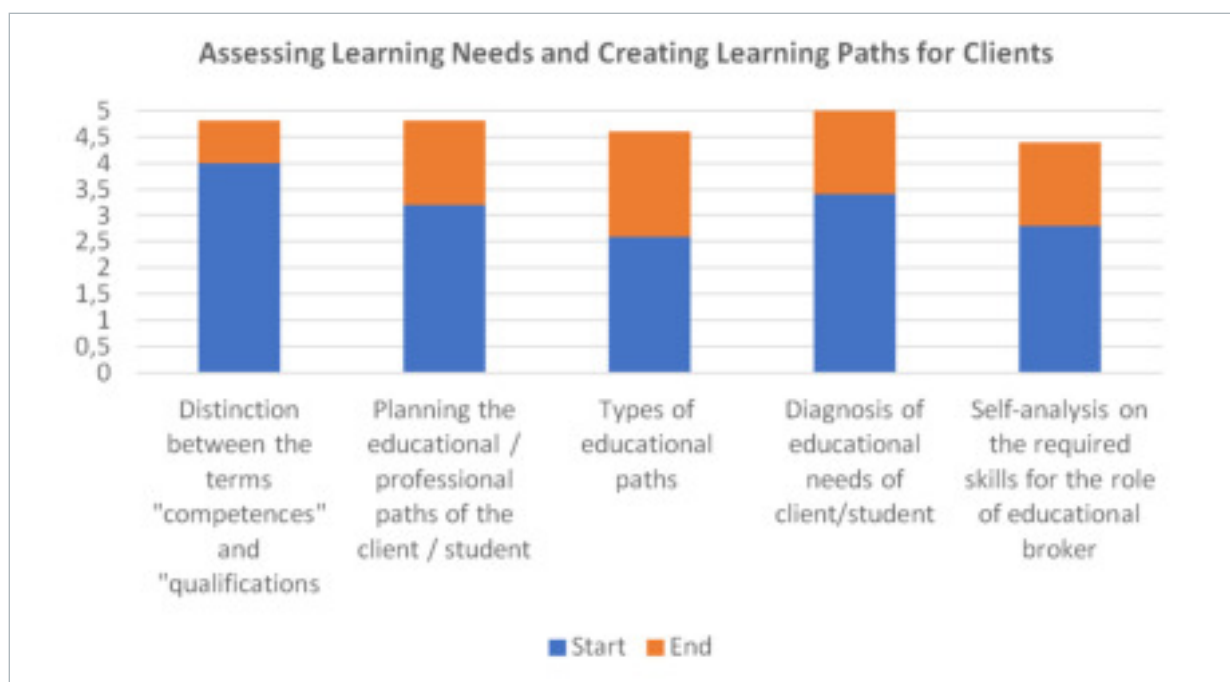 Assessing Learning Needs and Creating Learning Paths for Clients
5
4,5
4
3,5
3
2,5
2
1,5
1
0,5
0
Distinction
between the
terms
"competences"
and
"qualifications
Planning the
educational /
professional
paths of the
client / student
Types of
educational
paths
Diagnosis of
educational
needs of
client/student
Self-analysis on
the required
skills for the role
of educational
broker
Start End